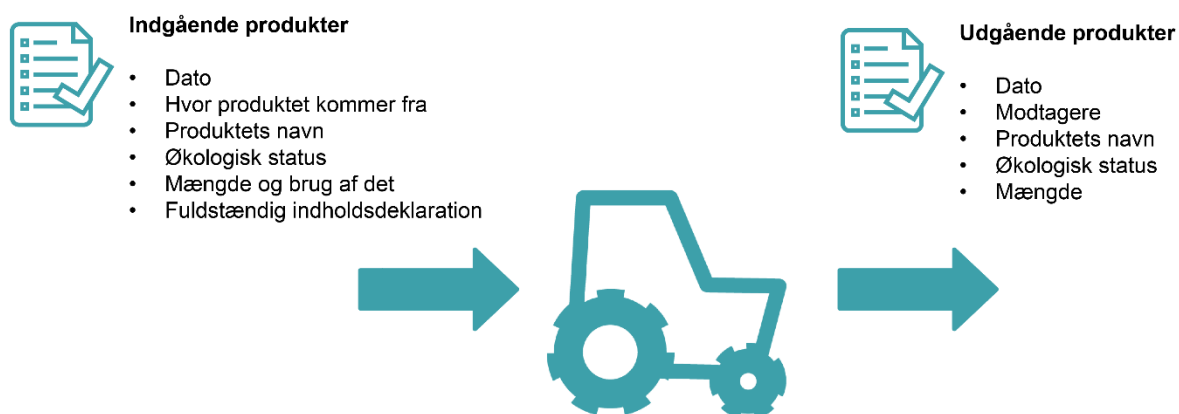 Indgående produkter
• Dato
• Hvor produktet kommer fra
• Produktets navn
• Økologisk status
• Mængde og brug af det
• Fuldstændig indholdsdeklaration
Udgående produkter
• Dato
• Modtagere
• Produktets navn
• Økologisk status
• Mængde